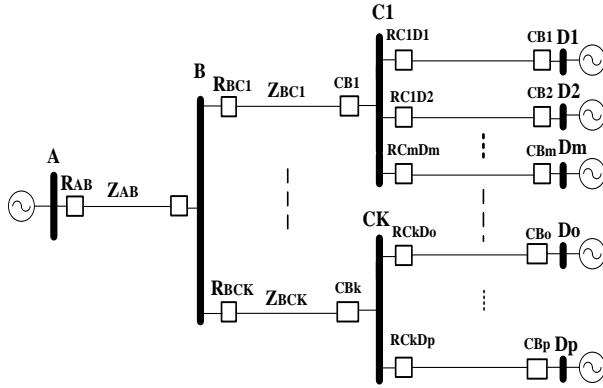 C1
RC1D1
CB1 D1
B
RBC1
ZBC1
CB1
RC1D2
CB2 D2
A
RAB
ZAB
RCmDm
CBm Dm
CK
RCkDo
CBo Do
RBCK
ZBCK
CBk
RCkDp
CBp Dp